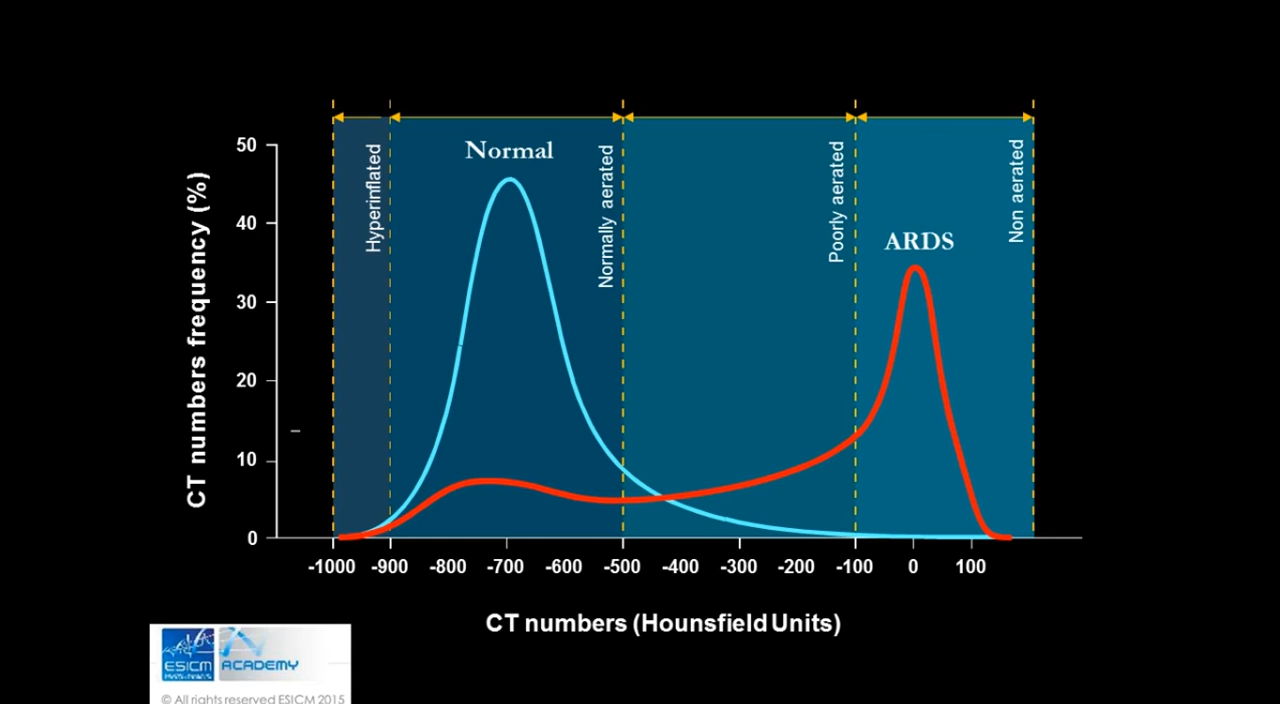 Hyperinflated
Normal
Normally aerated
Poorly aerated
ARDS
Non aerated
CT numbers frequency (%)
50
40
30
20
10
0
-1000 -900 -800 -700 -600 -500 -400 -300 -200 -100 0 100
CT numbers (Hounsfield Units)
ESICM ACADEMY
© All rights reserved ESICM 2015